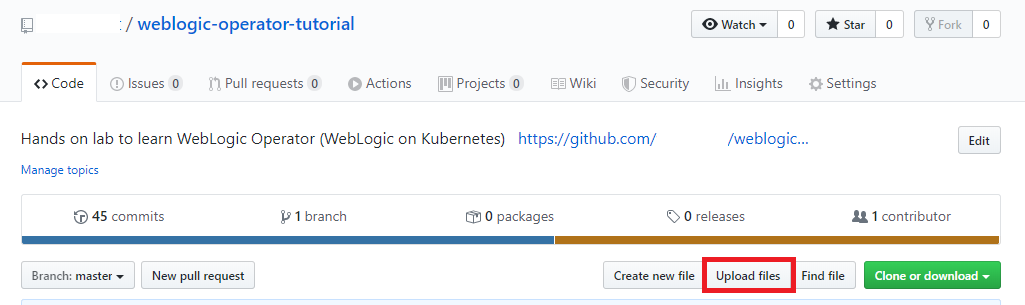 / weblogic-operator-tutorial Watch 0 Star 0 Fork 0
Code Issues 0 Pull requests 0 Actions Projects 0 Wiki Security Insights Settings
Hands on lab to learn WebLogic Operator (WebLogic on Kubernetes) https://github.com/ /weblogic... Edit
Manage topics
45 commits 1 branch 0 packages 0 releases 1 contributor
Branch: master New pull request Create new file Upload files Find file Clone or download